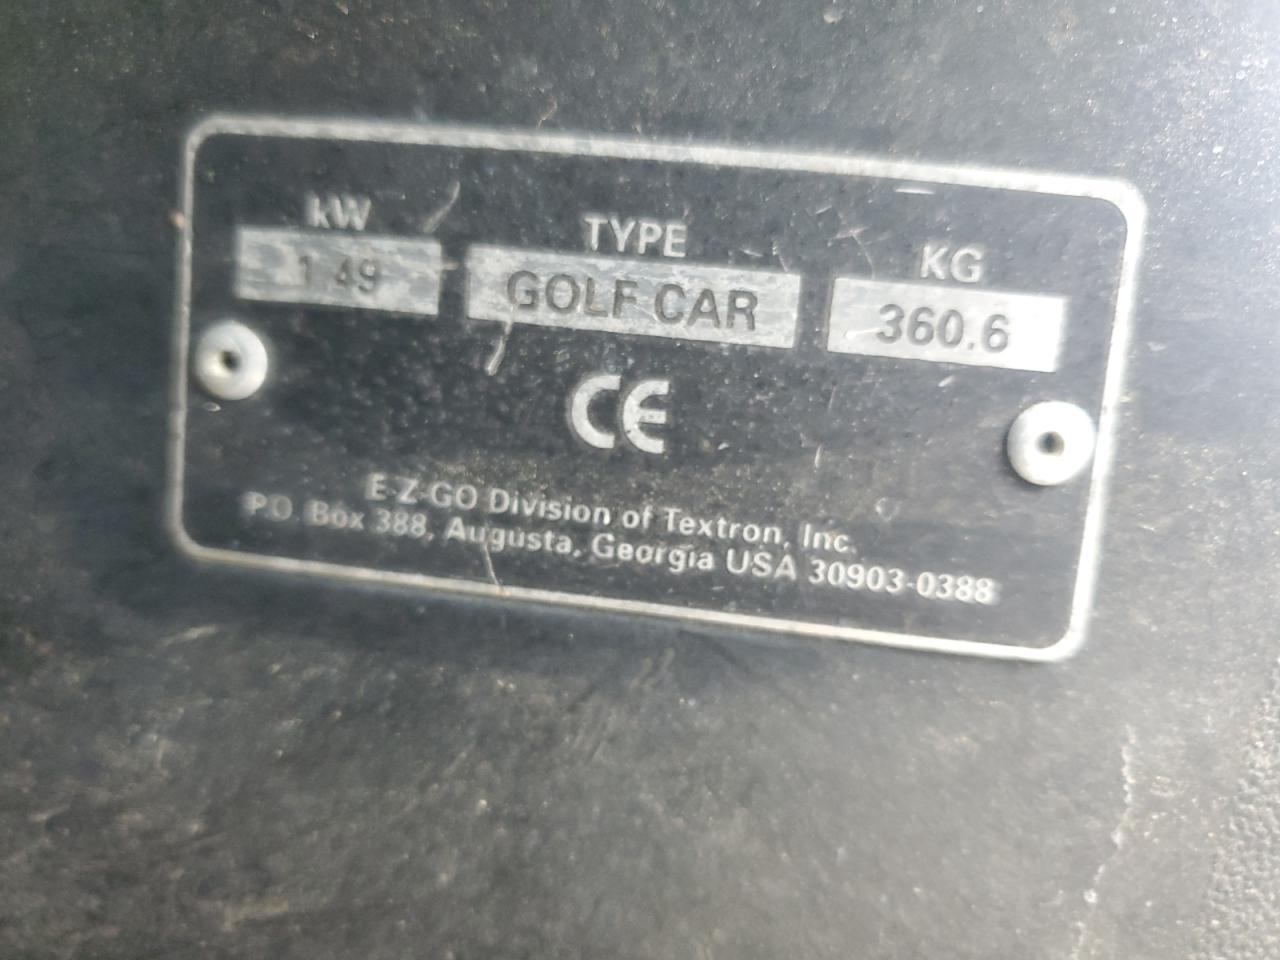 kW TYPE KG
1.49 GOLF CAR 360.6
CE
E-Z-GO Division of Textron, Inc.
P.O. Box 388, Augusta, Georgia USA 30903-0388